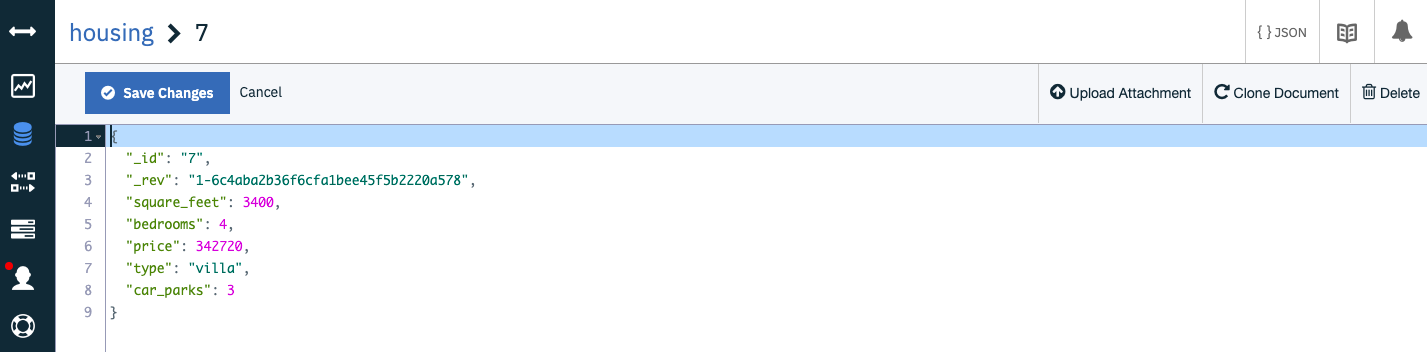 housing > 7
{ } JSON
Save Changes Cancel Upload Attachment Clone Document Delete
1 {
2 "_id": "7",
3 "_rev": "1-6c4aba2b36f6cfa1bee45f5b2220a578",
4 "square_feet": 3400,
5 "bedrooms": 4,
6 "price": 342720,
7 "type": "villa",
8 "car_parks": 3
9 }